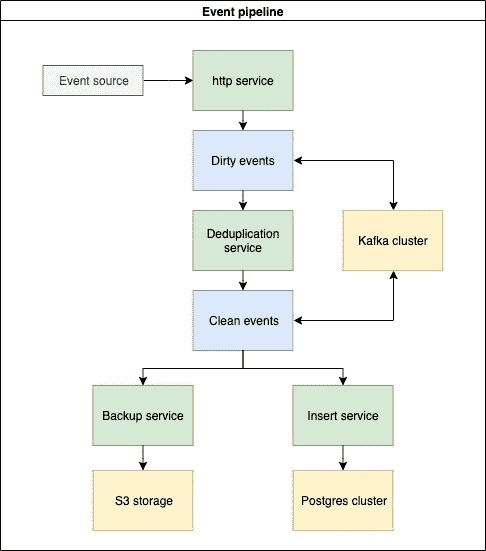 Event pipeline
Event source
http service
Dirty events
Deduplication
service
Kafka cluster
Clean events
Backup service
Insert service
S3 storage
Postgres cluster